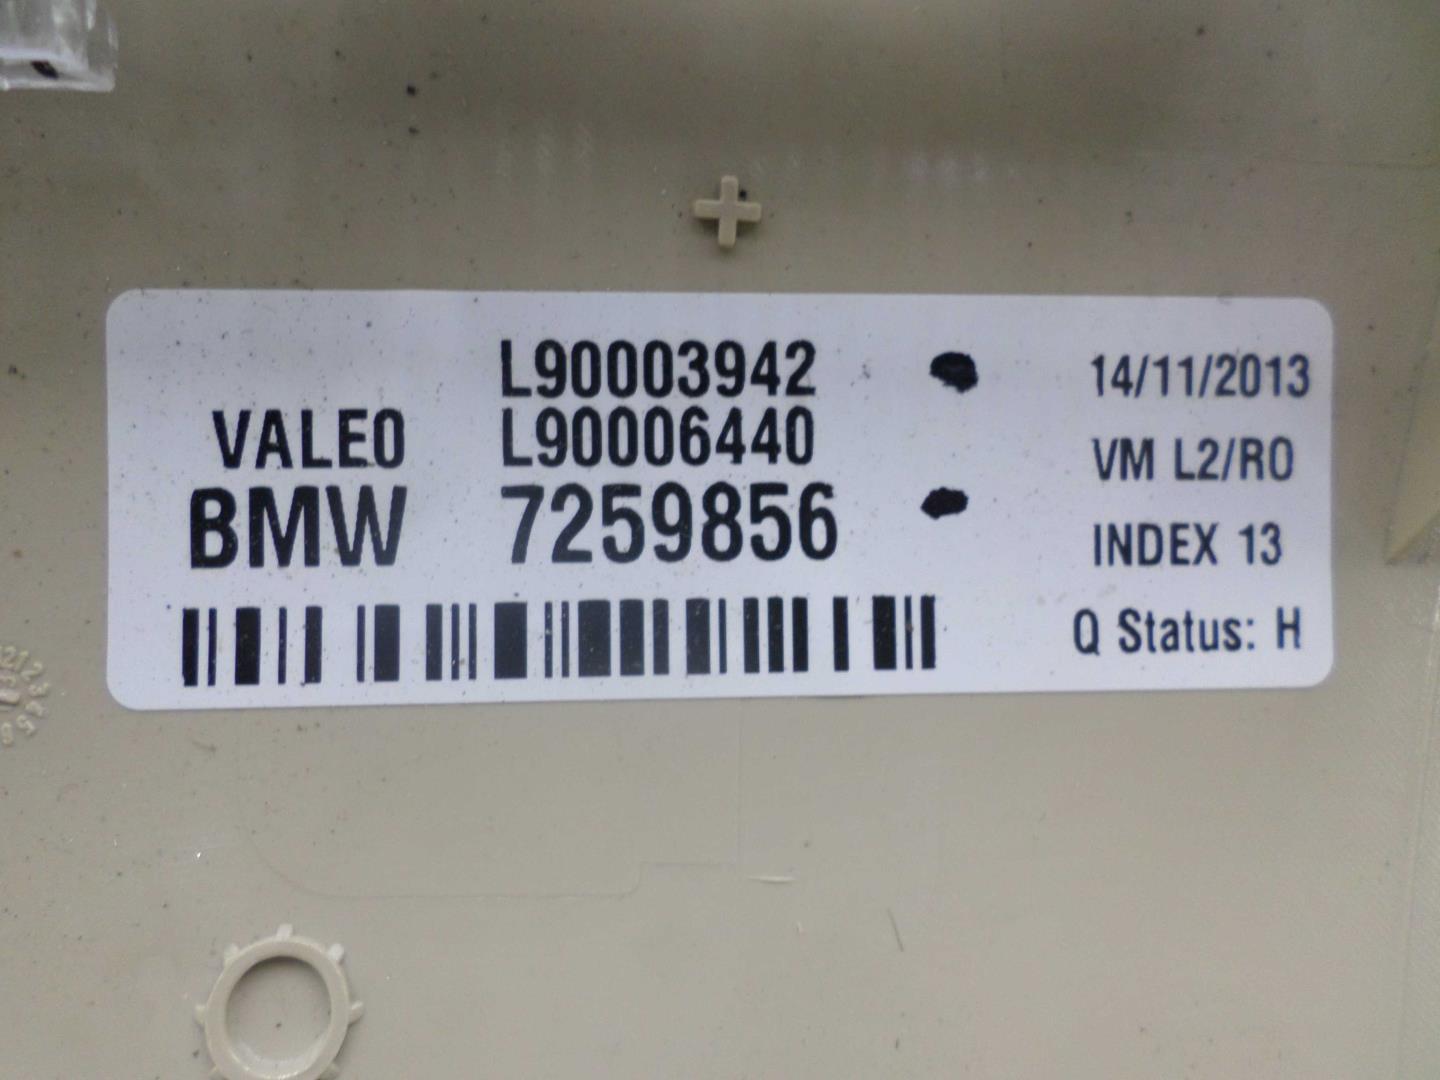 L90003942
VALEO L90006440
BMW 7259856
14/11/2013
VM L2/RO
INDEX 13
Q Status: H